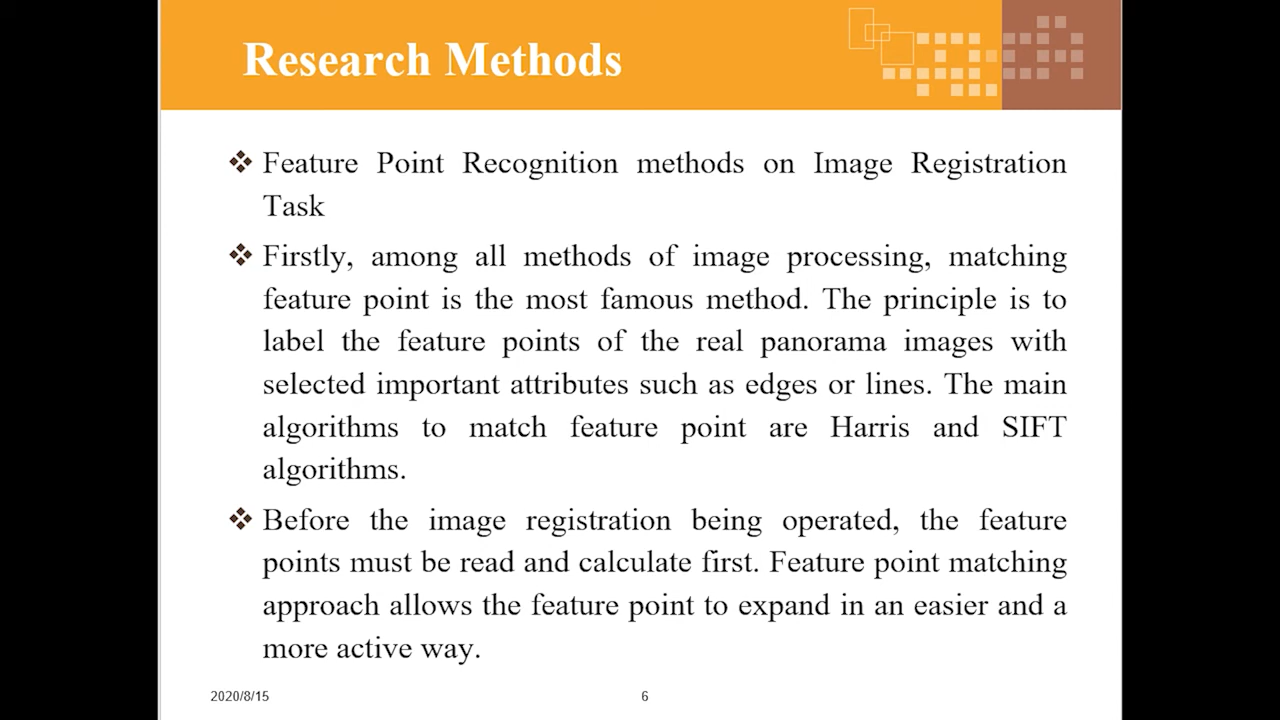 Research Methods
Feature Point Recognition methods on Image Registration
Task
Firstly, among all methods of image processing, matching
feature point is the most famous method. The principle is to
label the feature points of the real panorama images with
selected important attributes such as edges or lines. The main
algorithms to match feature point are Harris and SIFT
algorithms.
Before the image registration being operated, the feature
points must be read and calculate first. Feature point matching
approach allows the feature point to expand in an easier and a
more active way.
2020/8/15
6